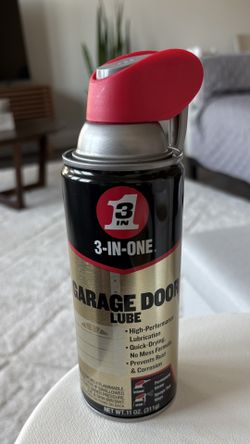 3
IN
1
3-IN-ONE®
GARAGE DOOR
LUBE
• High-Performance
Lubrication
• Quick-Drying,
No Mess Formula
• Prevents Rust
& Corrosion
NET WT. 11 OZ. (311g)